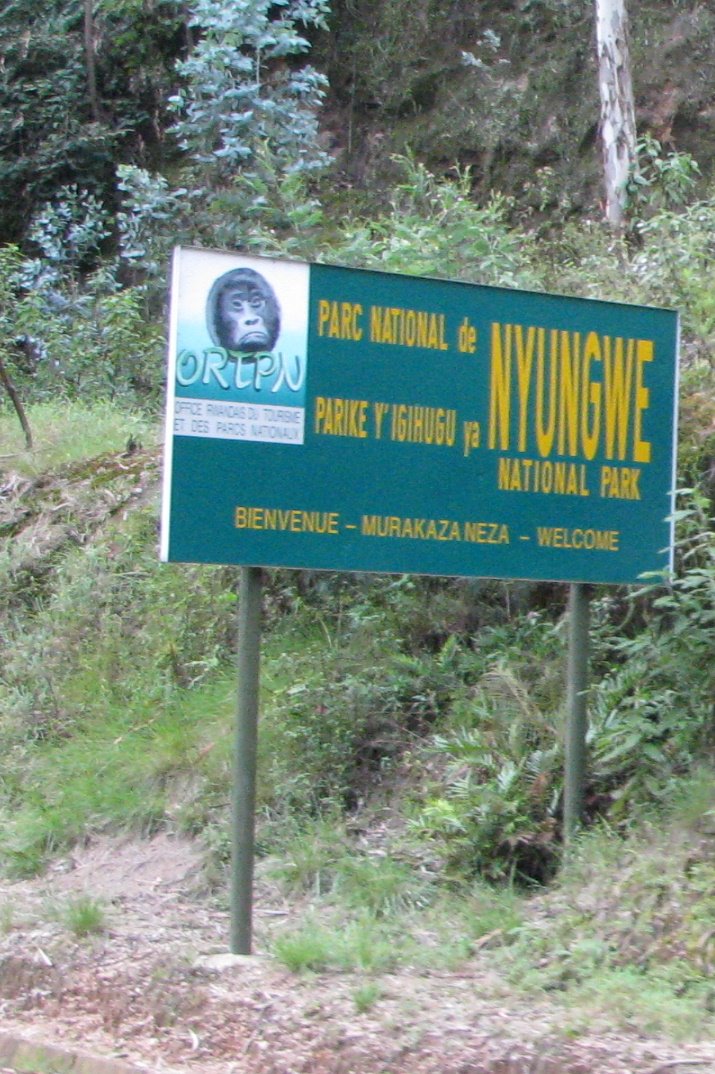 ORTPN
OFFICE RWANDAIS DU TOURISME
ET DES PARCS NATIONAUX
PARC NATIONAL de
PARIKE Y'IGIHUGU ya
NYUNGWE
NATIONAL PARK
BIENVENUE - MURAKAZA NEZA - WELCOME